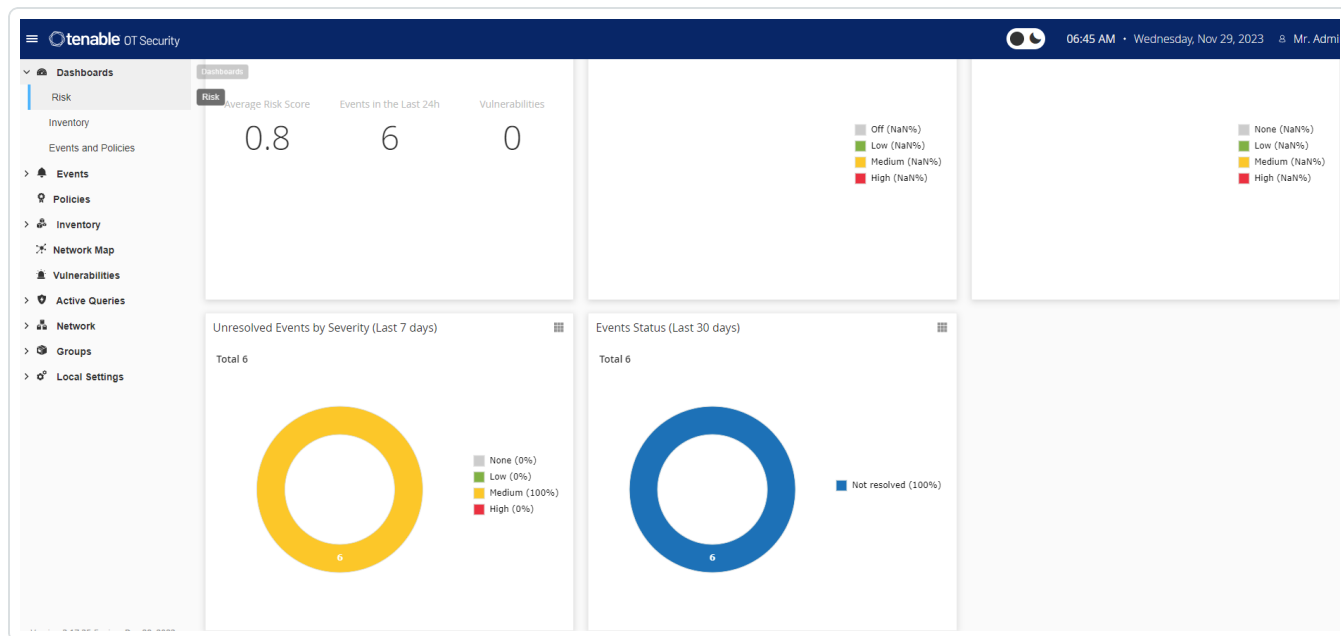 tenable OT Security
06:45 AM • Wednesday, Nov 29, 2023 Mr. Admi
Dashboards
Risk
Inventory
Events and Policies
Events
Policies
Inventory
Network Map
Vulnerabilities
Active Queries
Network
Groups
Local Settings
Dashboards
Risk
Average Risk Score Events in the Last 24h Vulnerabilities
0.8 6 0
Off (NaN%)
Low (NaN%)
Medium (NaN%)
High (NaN%)
None (NaN%)
Low (NaN%)
Medium (NaN%)
High (NaN%)
Unresolved Events by Severity (Last 7 days)
Total 6
None (0%)
Low (0%)
Medium (100%)
High (0%)
6
Events Status (Last 30 days)
Total 6
Not resolved (100%)
6